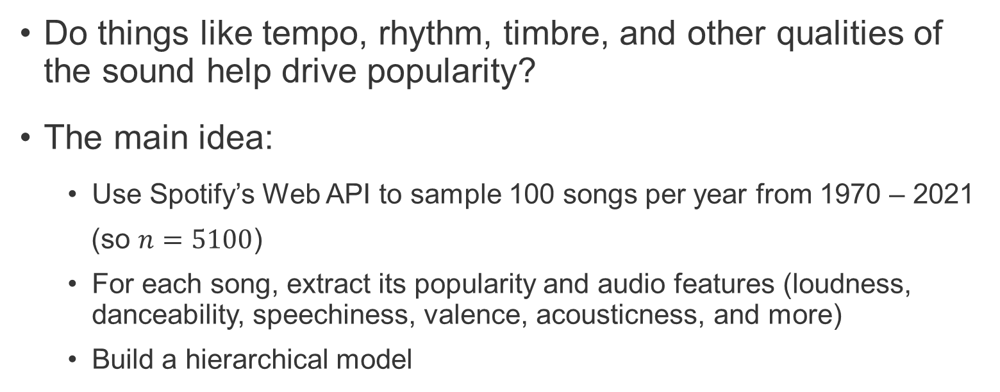 • Do things like tempo, rhythm, timbre, and other qualities of
the sound help drive popularity?
• The main idea:
• Use Spotify’s Web API to sample 100 songs per year from 1970 – 2021
(so n = 5100)
• For each song, extract its popularity and audio features (loudness,
danceability, speechiness, valence, acousticness, and more)
• Build a hierarchical model